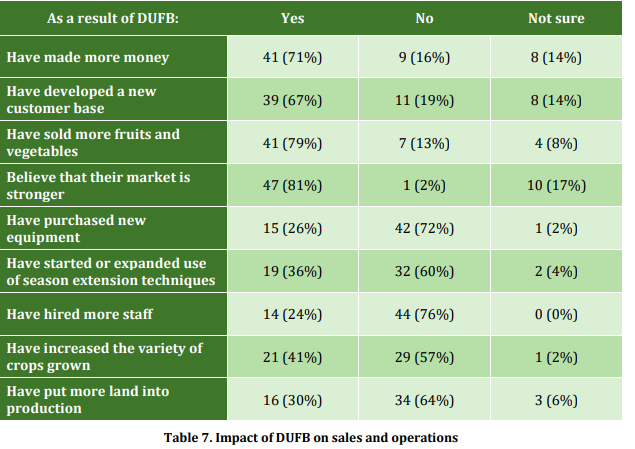 As a result of DUFB: Yes No Not sure
Have made more money 41 (71%) 9 (16%) 8 (14%)
Have developed a new
customer base 39 (67%) 11 (19%) 8 (14%)
Have sold more fruits and
vegetables 41 (79%) 7 (13%) 4 (8%)
Believe that their market is
stronger 47 (81%) 1 (2%) 10 (17%)
Have purchased new
equipment 15 (26%) 42 (72%) 1 (2%)
Have started or expanded use
of season extension techniques 19 (36%) 32 (60%) 2 (4%)
Have hired more staff 14 (24%) 44 (76%) 0 (0%)
Have increased the variety of
crops grown 21 (41%) 29 (57%) 1 (2%)
Have put more land into
production 16 (30%) 34 (64%) 3 (6%)
Table 7. Impact of DUFB on sales and operations